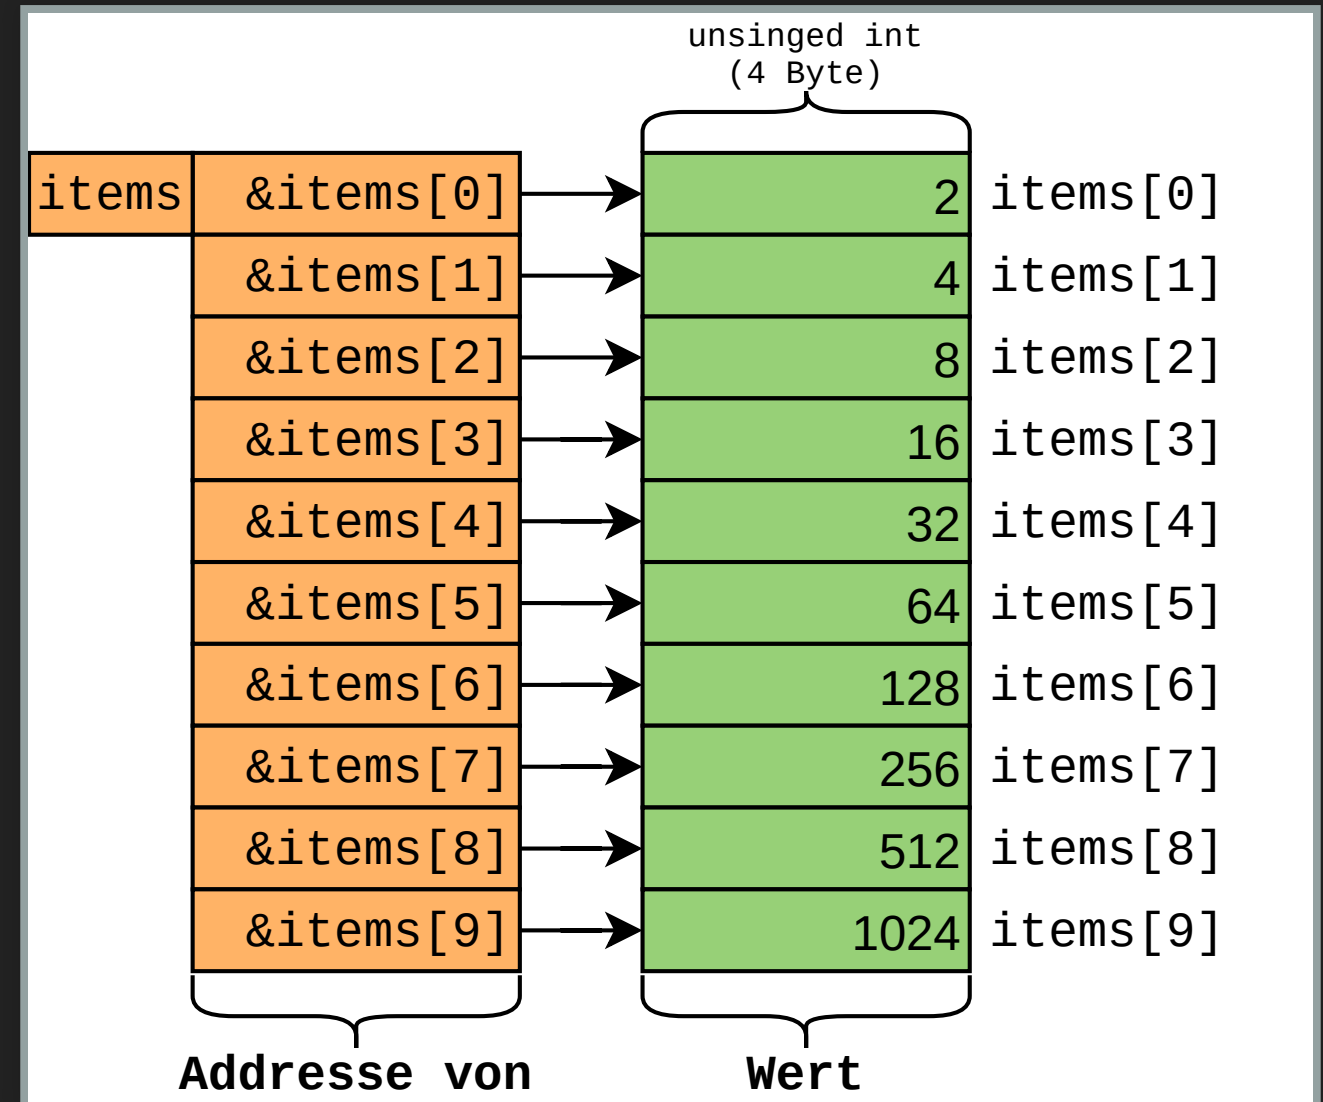 unsinged int
(4 Byte)
items &items[0] 2 items[0]
&items[1] 4 items[1]
&items[2] 8 items[2]
&items[3] 16 items[3]
&items[4] 32 items[4]
&items[5] 64 items[5]
&items[6] 128 items[6]
&items[7] 256 items[7]
&items[8] 512 items[8]
&items[9] 1024 items[9]
Addresse von Wert